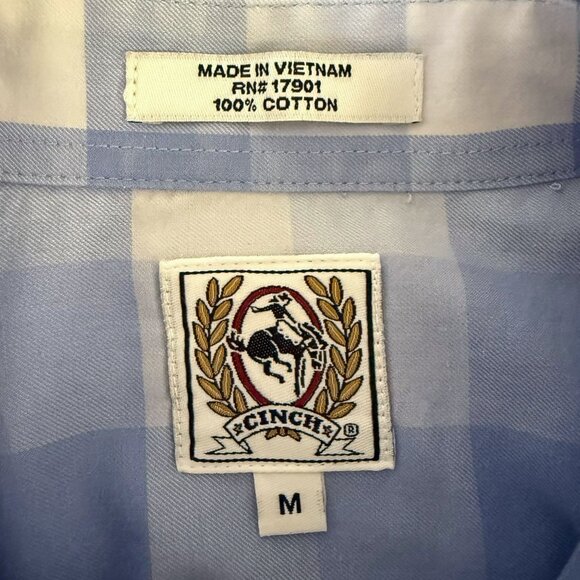 MADE IN VIETNAM
RN# 17901
100% COTTON
CINCH ®
M